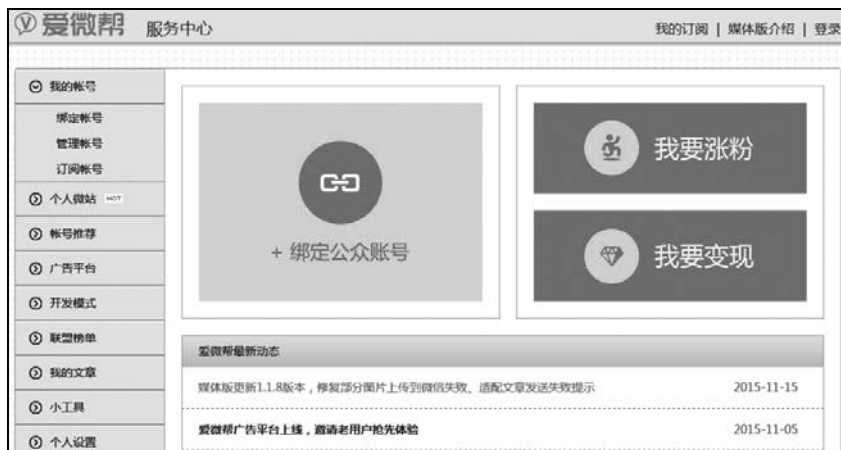 爱微帮 服务中心
我的订阅 | 媒体版介绍 | 登录
我的帐号
绑定帐号
管理帐号
订阅帐号
个人微站 HOT
帐号推荐
广告平台
开发模式
联盟榜单
我的文章
小工具
个人设置
+ 绑定公众账号
我要涨粉
我要变现
爱微帮最新动态
媒体版更新1.1.8版本，修复部分图片上传到微信失败、适配文章发送失败提示 2015-11-15
爱微帮广告平台上线，邀请老用户抢先体验 2015-11-05